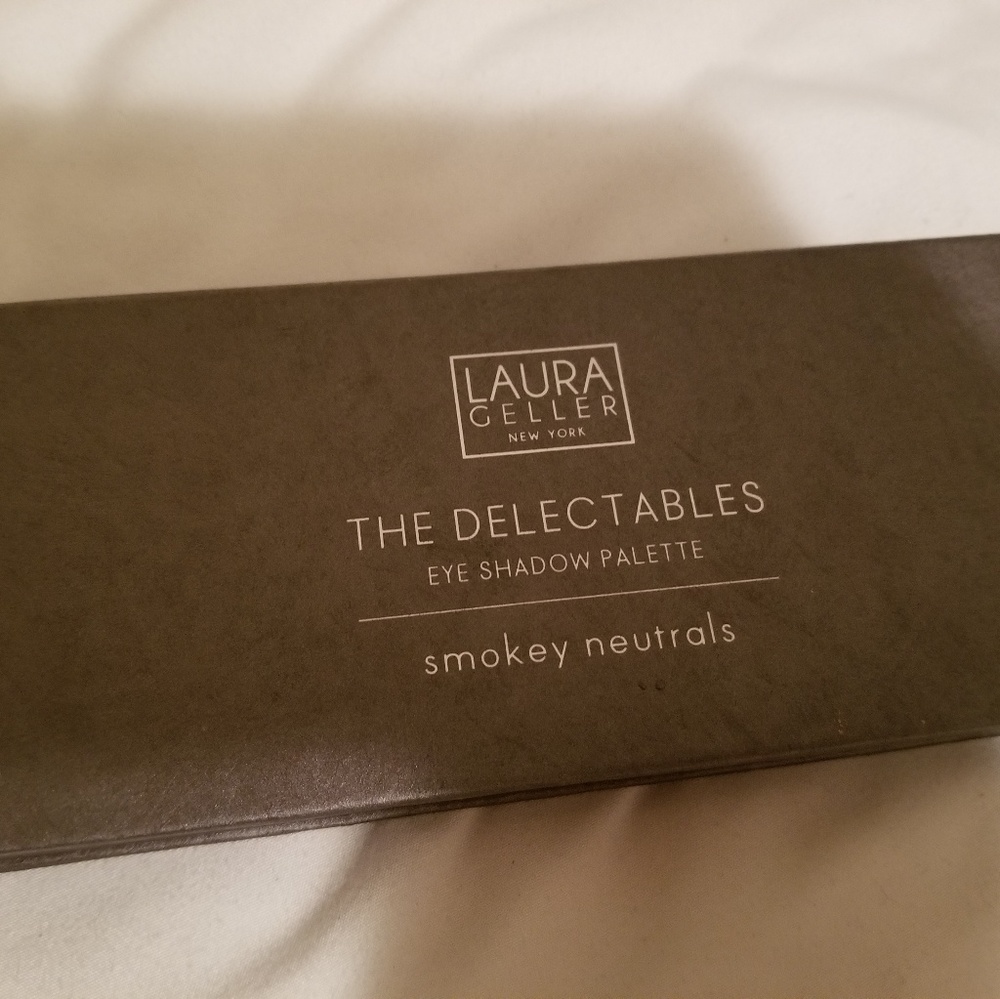 LAURA
GELLER
NEW YORK
THE DELECTABLES
EYE SHADOW PALETTE
smokey neutrals